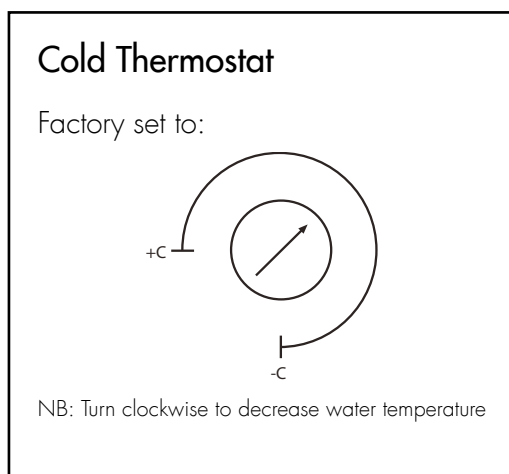 Cold Thermostat
Factory set to:
+C
-C
NB: Turn clockwise to decrease water temperature